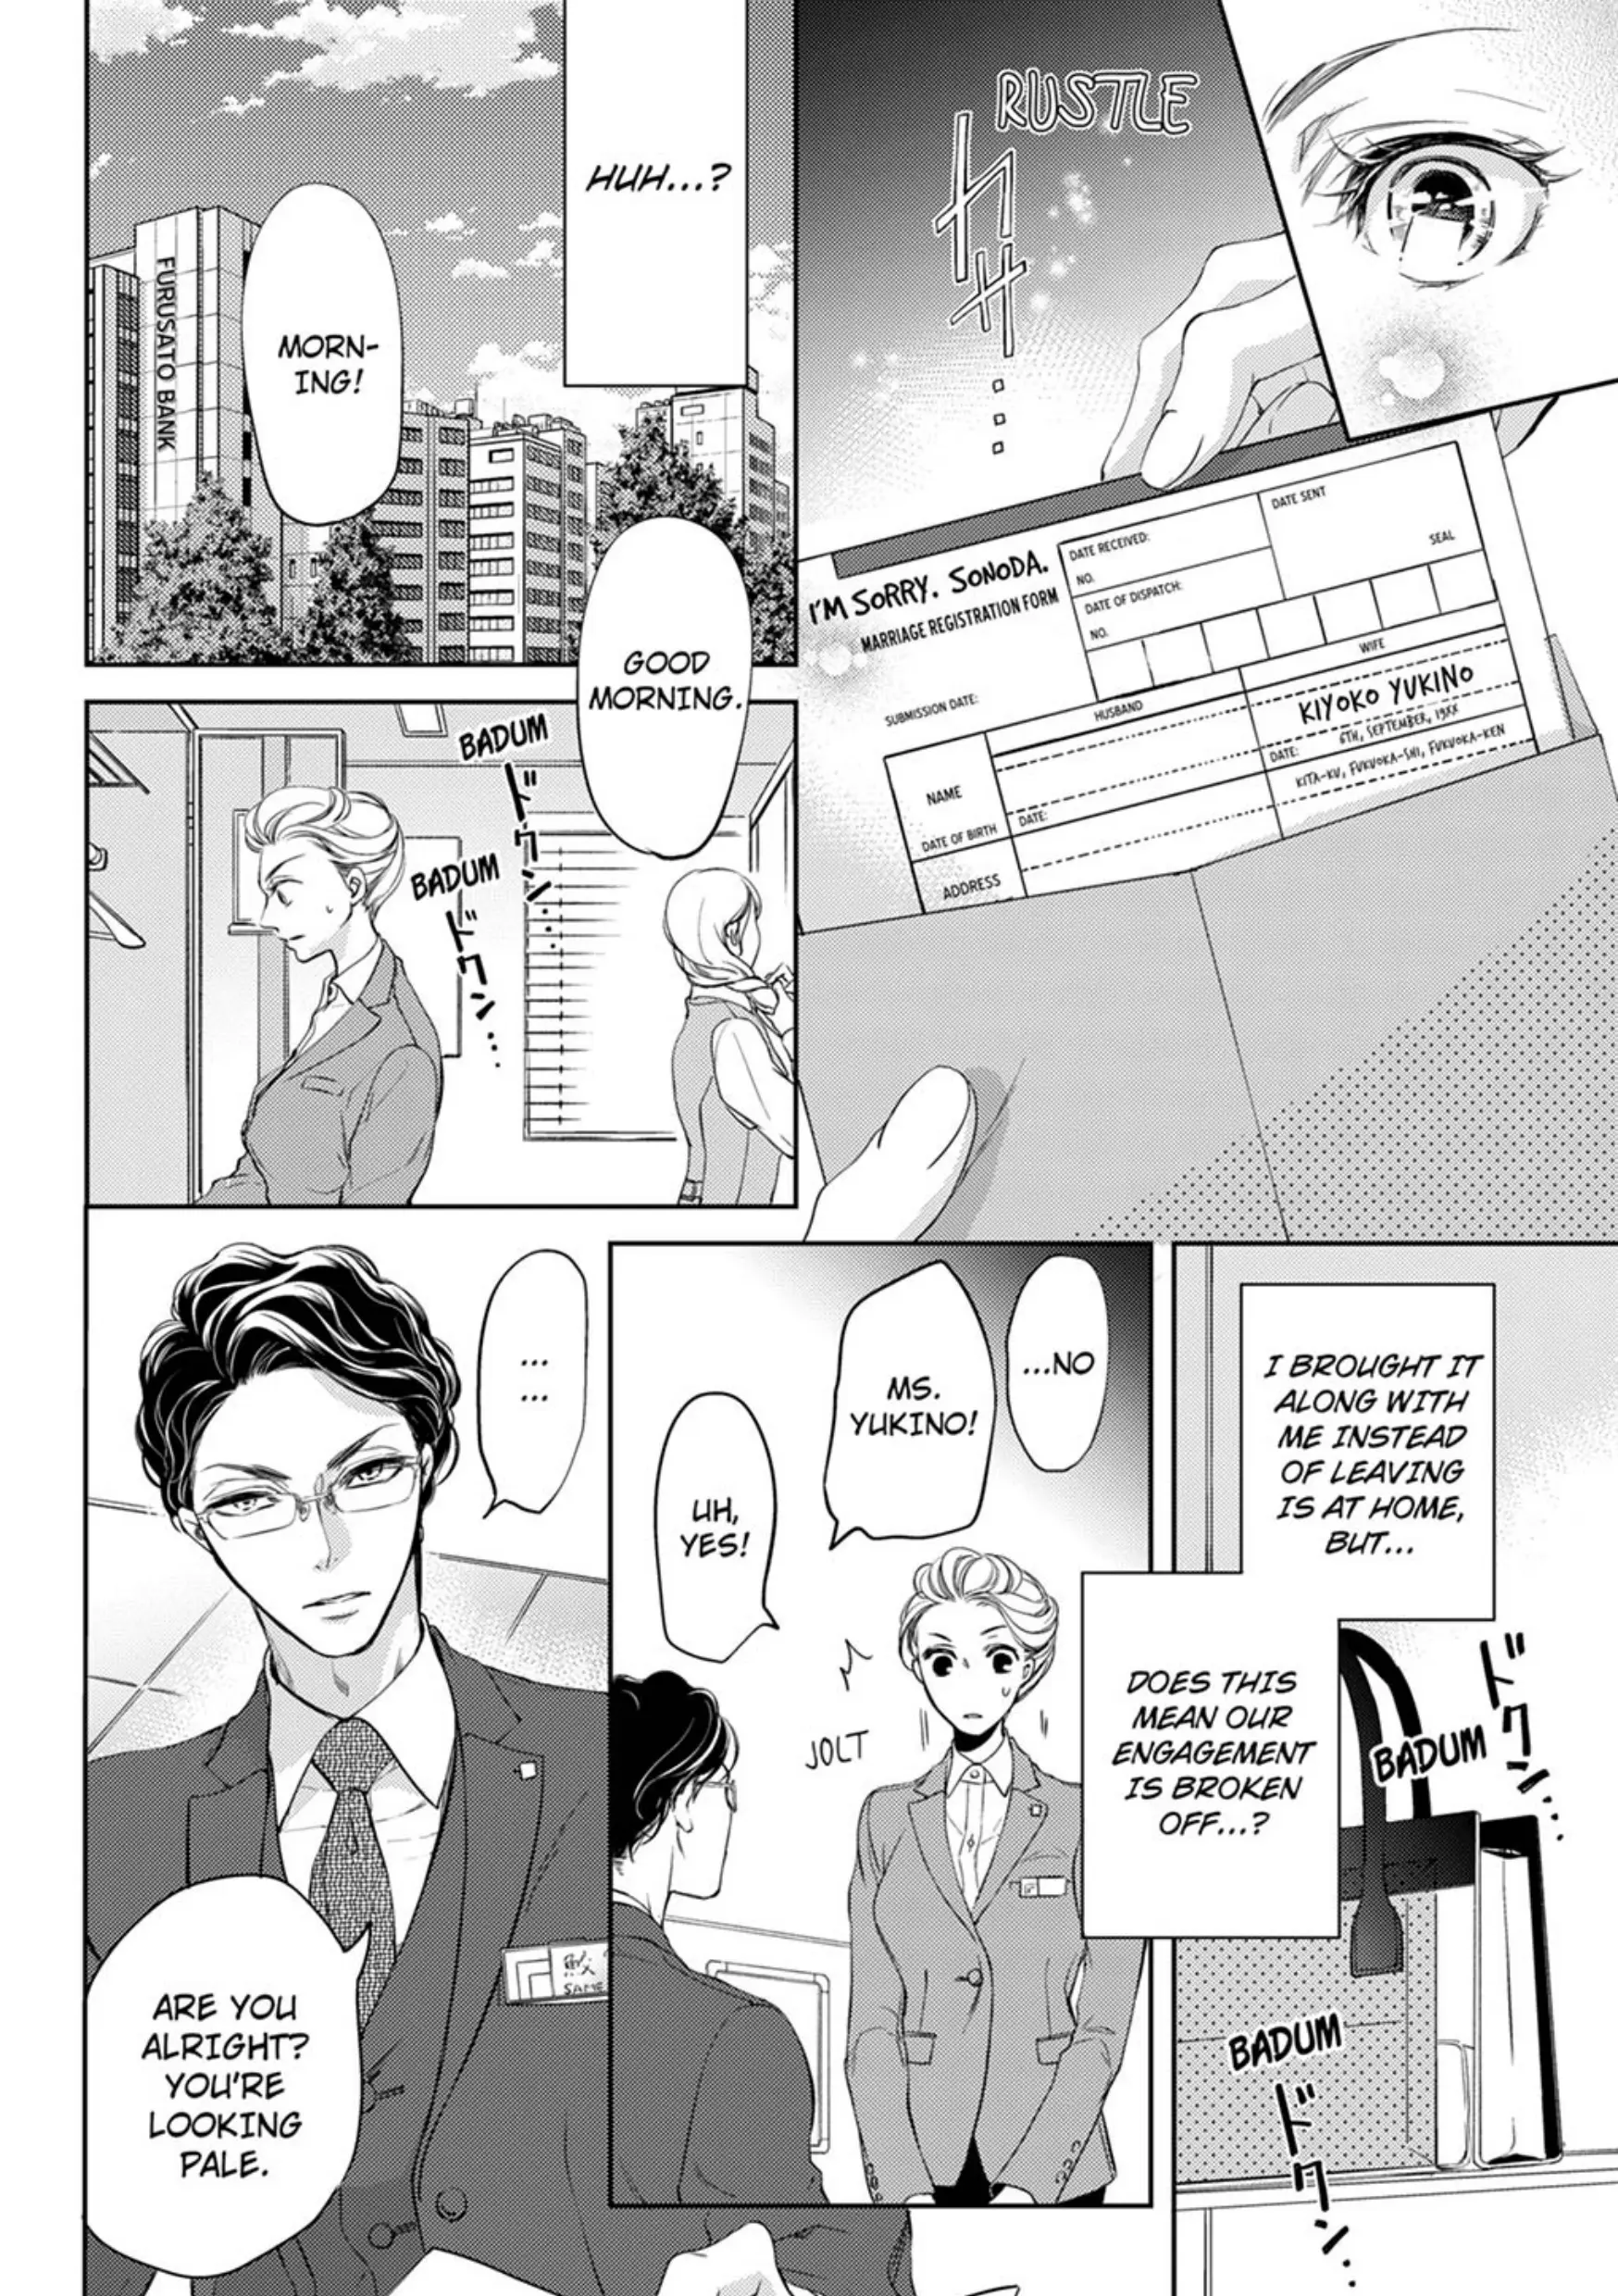 RUSTLE
カサ...
I'M SORRY. SONODA.
MARRIAGE REGISTRATION FORM
SUBMISSION DATE:
DATE RECEIVED:
NO.
DATE OF DISPATCH:
NO.
DATE SENT
SEAL
HUSBAND
WIFE
NAME
KIYOKO YUKINO
DATE OF BIRTH
DATE:
DATE:
6TH, SEPTEMBER, 19XX
ADDRESS
KITA-KU, FUKUOKA-SHI, FUKUOKA-KEN
HUH...?
FURUSATO BANK
MORN-
ING!
GOOD
MORNING.
BADUM
ドクン...
BADUM
ドクン...
I BROUGHT IT
ALONG WITH
ME INSTEAD
OF LEAVING
IS AT HOME,
BUT...
DOES THIS
MEAN OUR
ENGAGEMENT
IS BROKEN
OFF...?
BADUM
ドクン...
BADUM
ドクン...
...NO
MS.
YUKINO!
UH,
YES!
JOLT
...
...
鮫
SAME
ARE YOU
ALRIGHT?
YOU'RE
LOOKING
PALE.